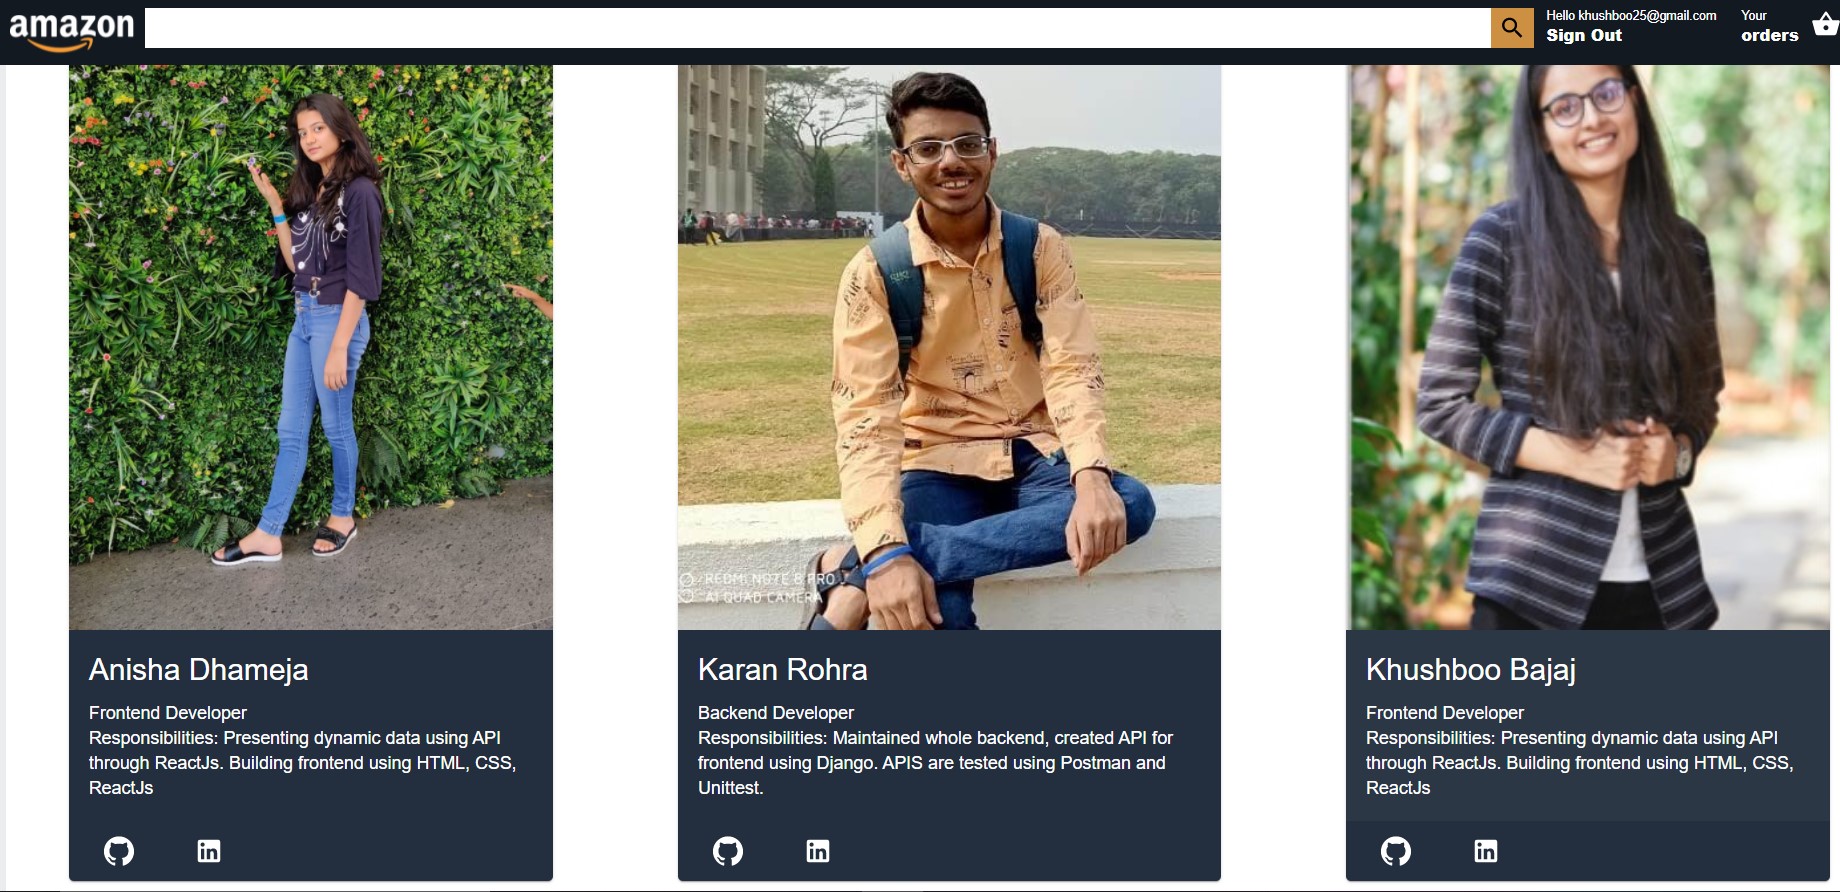 amazon
Hello khushboo25@gmail.com
Sign Out
Your
orders
REDMI NOTE 8 PRO
AI QUAD CAMERA
Anisha Dhameja
Frontend Developer
Responsibilities: Presenting dynamic data using API
through ReactJs. Building frontend using HTML, CSS,
ReactJs
in
Karan Rohra
Backend Developer
Responsibilities: Maintained whole backend, created API for
frontend using Django. APIS are tested using Postman and
Unittest.
in
Khushboo Bajaj
Frontend Developer
Responsibilities: Presenting dynamic data using API
through ReactJs. Building frontend using HTML, CSS,
ReactJs
in